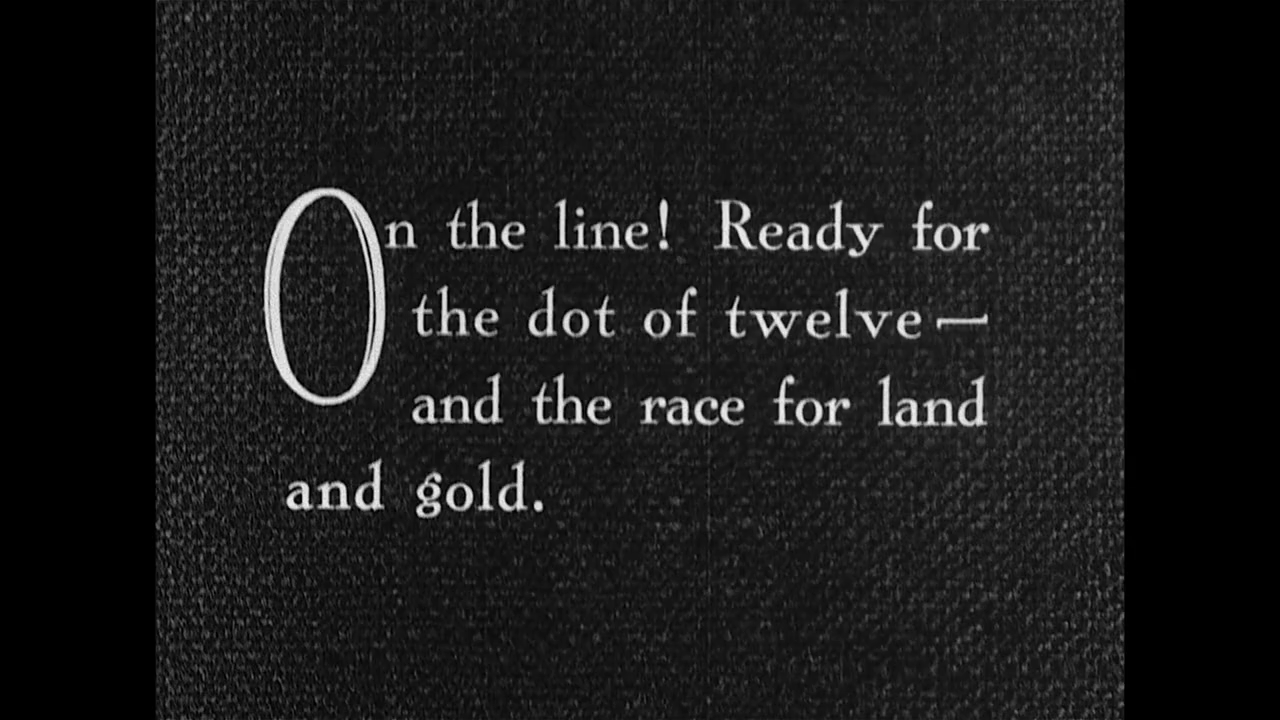 On the line! Ready for
the dot of twelve—
and the race for land
and gold.